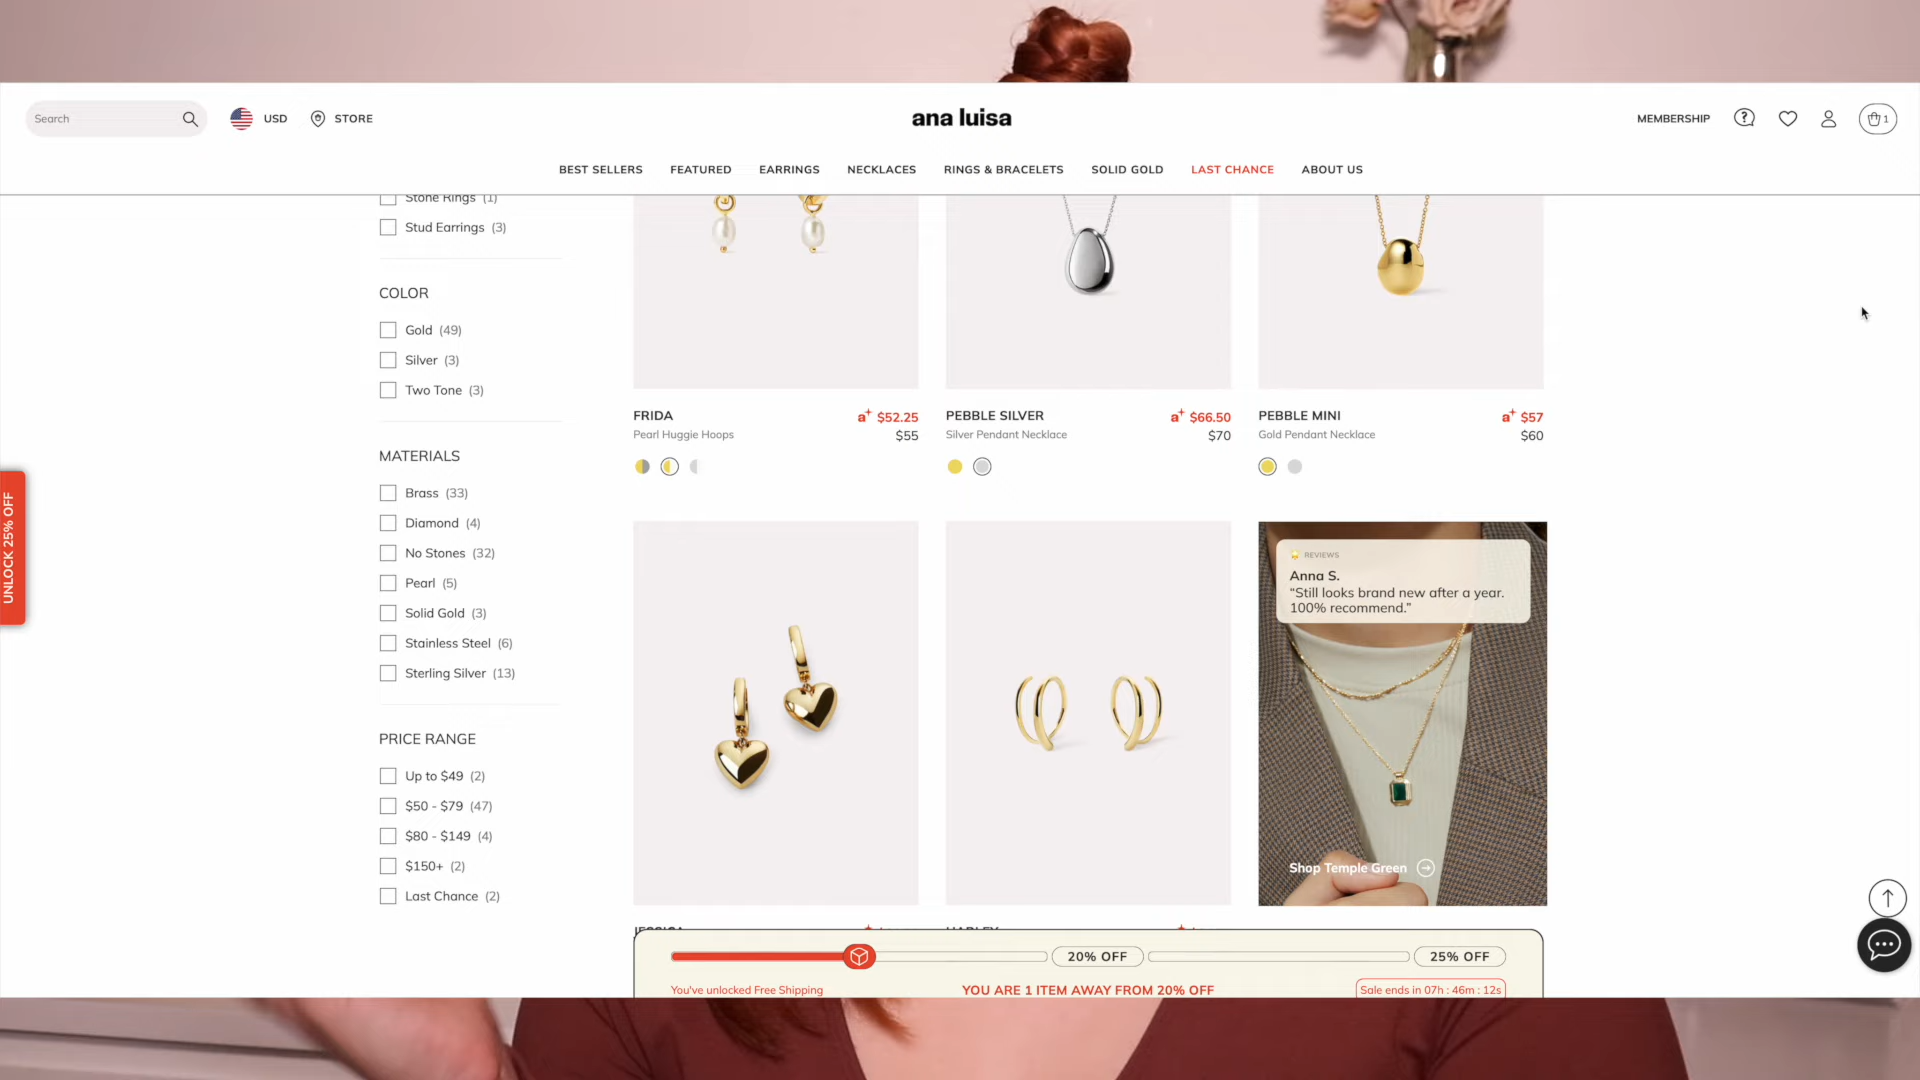 Search
USD
STORE
ana luisa
MEMBERSHIP
1
BEST SELLERS
FEATURED
EARRINGS
NECKLACES
RINGS & BRACELETS
SOLID GOLD
LAST CHANCE
ABOUT US
Stone Rings (1)
Stud Earrings (3)
COLOR
Gold (49)
Silver (3)
Two Tone (3)
MATERIALS
Brass (33)
Diamond (4)
No Stones (32)
Pearl (5)
Solid Gold (3)
Stainless Steel (6)
Sterling Silver (13)
PRICE RANGE
Up to $49 (2)
$50 - $79 (47)
$80 - $149 (4)
$150+ (2)
Last Chance (2)
UNLOCK 25% OFF
FRIDA
a+ $52.25
Pearl Huggie Hoops
$55
PEBBLE SILVER
a+ $66.50
Silver Pendant Necklace
$70
PEBBLE MINI
a+ $57
Gold Pendant Necklace
$60
REVIEWS
Anna S.
“Still looks brand new after a year.
100% recommend.”
Shop Temple Green
JESSICA
HARLEY
20% OFF
25% OFF
You've unlocked Free Shipping
YOU ARE 1 ITEM AWAY FROM 20% OFF
Sale ends in 07h : 46m : 12s